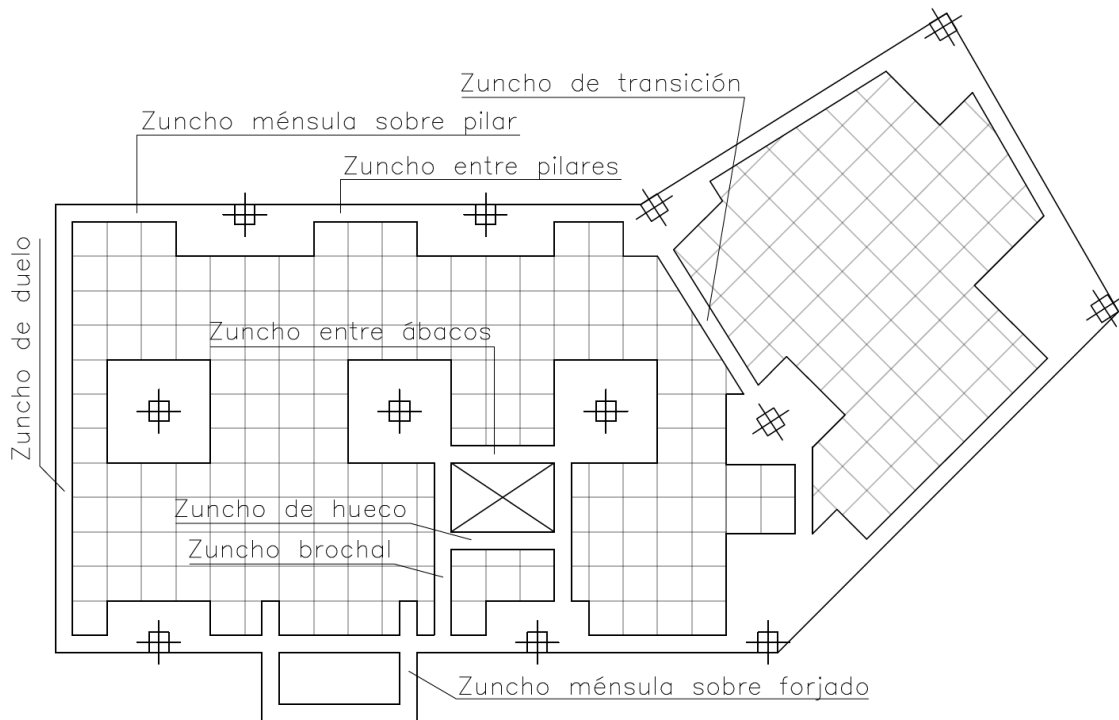 Zuncho de transición
Zuncho ménsula sobre pilar
Zuncho entre pilares
Zuncho de duelo
Zuncho entre ábacos
Zuncho de hueco
Zuncho brochal
Zuncho ménsula sobre forjado